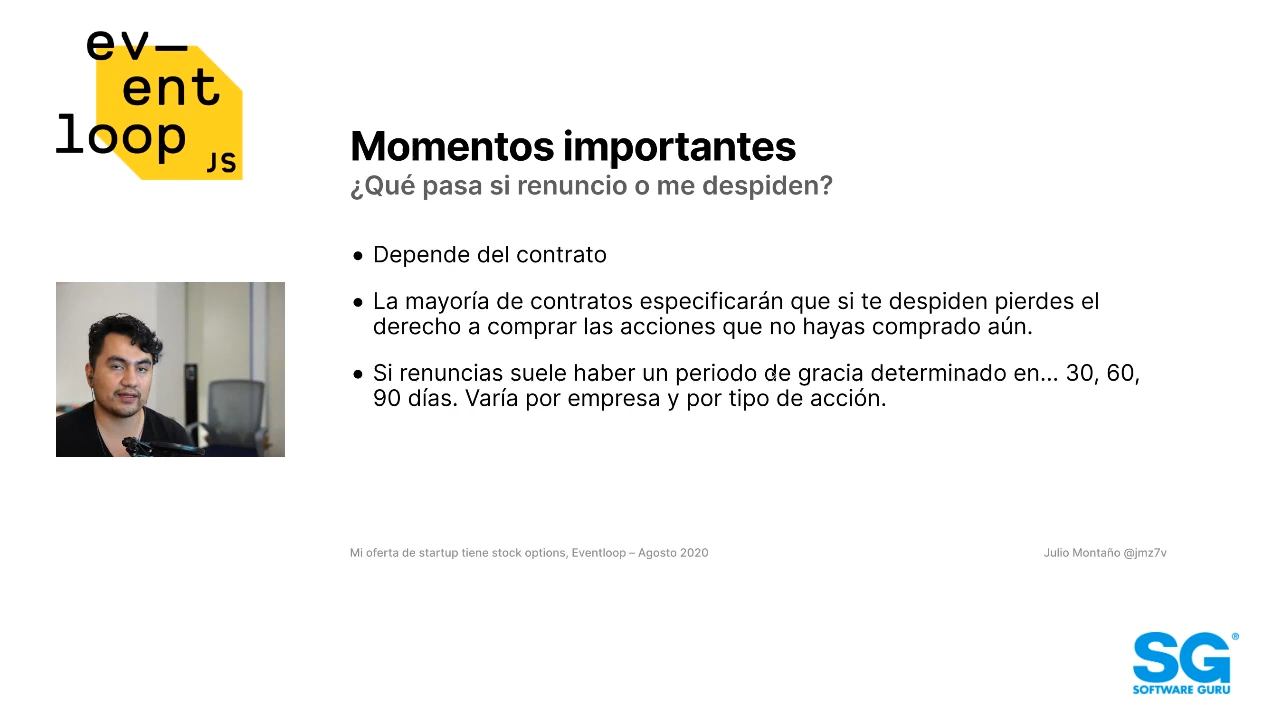 ev—
ent
loop
JS
Momentos importantes
¿Qué pasa si renuncio o me despiden?
• Depende del contrato
• La mayoría de contratos especificarán que si te despiden pierdes el
derecho a comprar las acciones que no hayas comprado aún.
• Si renuncias suele haber un periodo de gracia determinado en... 30, 60,
90 días. Varía por empresa y por tipo de acción.
Mi oferta de startup tiene stock options, Eventloop – Agosto 2020
Julio Montaño @jmz7v
SG®
SOFTWARE GURU